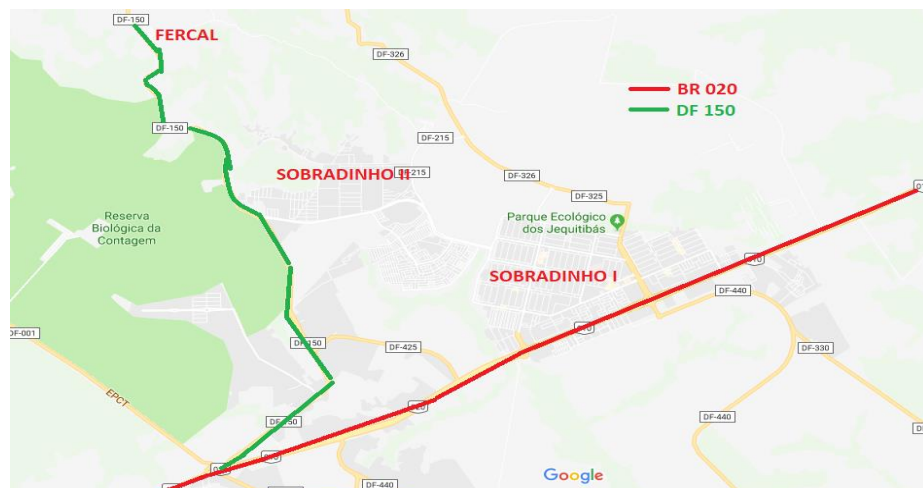 DF-150
FERCAL
DF-326
BR 020
DF 150
DF-150
DF-215
SOBRADINHO II
DF-215
DF-326
DF-325
Reserva
Biológica da
Contagem
Parque Ecológico
dos Jequitibás
SOBRADINHO I
DF-440
DF-001
DF-150
DF-425
DF-330
EPCT
DF-440
DF-440
Google